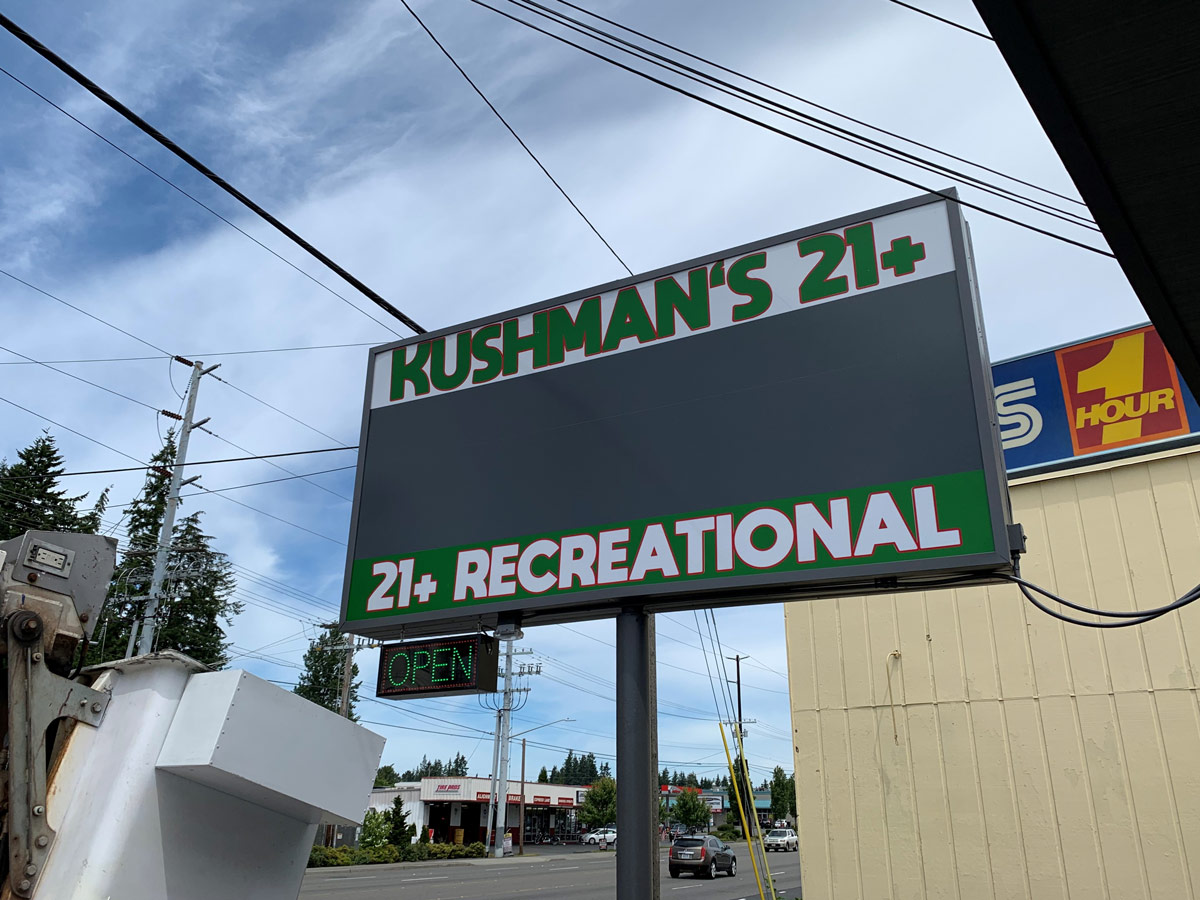 KUSHMAN'S 21+
S
1
HOUR
21+ RECREATIONAL
OPEN